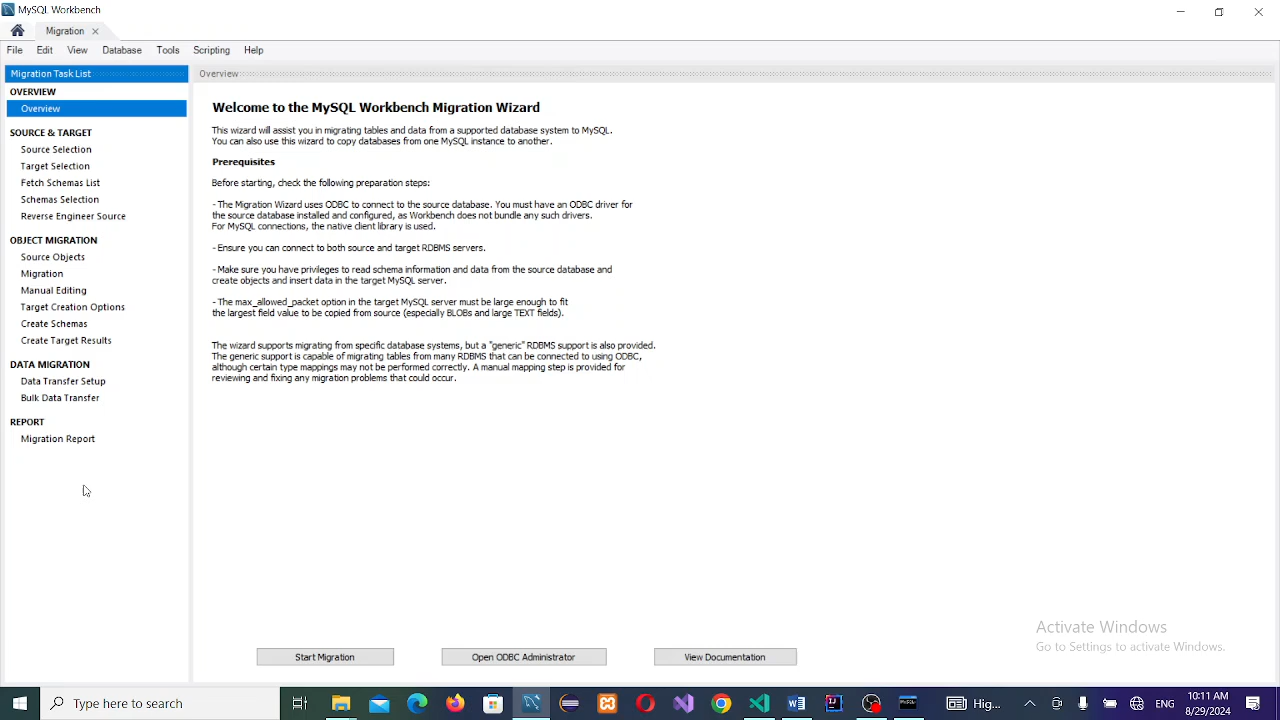 MySQL Workbench
Migration
File Edit View Database Tools Scripting Help
Migration Task List
OVERVIEW
Overview
SOURCE & TARGET
Source Selection
Target Selection
Fetch Schemas List
Schemas Selection
Reverse Engineer Source
OBJECT MIGRATION
Source Objects
Migration
Manual Editing
Target Creation Options
Create Schemas
Create Target Results
DATA MIGRATION
Data Transfer Setup
Bulk Data Transfer
REPORT
Migration Report
Overview
Welcome to the MySQL Workbench Migration Wizard
This wizard will assist you in migrating tables and data from a supported database system to MySQL.
You can also use this wizard to copy databases from one MySQL instance to another.
Prerequisites
Before starting, check the following preparation steps:
- The Migration Wizard uses ODBC to connect to the source database. You must have an ODBC driver for
the source database installed and configured, as Workbench does not bundle any such drivers.
For MySQL connections, the native client library is used.
- Ensure you can connect to both source and target RDBMS servers.
- Make sure you have privileges to read schema information and data from the source database and
create objects and insert data in the target MySQL server.
- The max_allowed_packet option in the target MySQL server must be large enough to fit
the largest field value to be copied from source (especially BLOBs and large TEXT fields).
The wizard supports migrating from specific database systems, but a "generic" RDBMS support is also provided.
The generic support is capable of migrating tables from many RDBMS that can be connected to using ODBC,
although certain type mappings may not be performed correctly. A manual mapping step is provided for
reviewing and fixing any migration problems that could occur.
Start Migration Open ODBC Administrator View Documentation
Activate Windows
Go to Settings to activate Windows.
Type here to search
Hig...
ENG
10:11 AM
8/29/2024